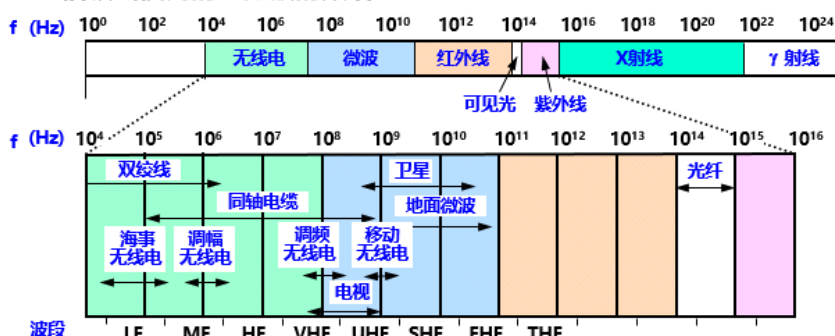 f (Hz) 10⁰ 10² 10⁴ 10⁶ 10⁸ 10¹⁰ 10¹² 10¹⁴ 10¹⁶ 10¹⁸ 10²⁰ 10²² 10²⁴
无线电 微波 红外线 X射线 γ 射线
可见光 紫外线
f (Hz) 10⁴ 10⁵ 10⁶ 10⁷ 10⁸ 10⁹ 10¹⁰ 10¹¹ 10¹² 10¹³ 10¹⁴ 10¹⁵ 10¹⁶
双绞线 卫星 光纤
同轴电缆 地面微波
海事 调幅 调频 移动
无线电 无线电 无线电 无线电
电视
波段 LF MF HF VHF UHF SHF EHF THF